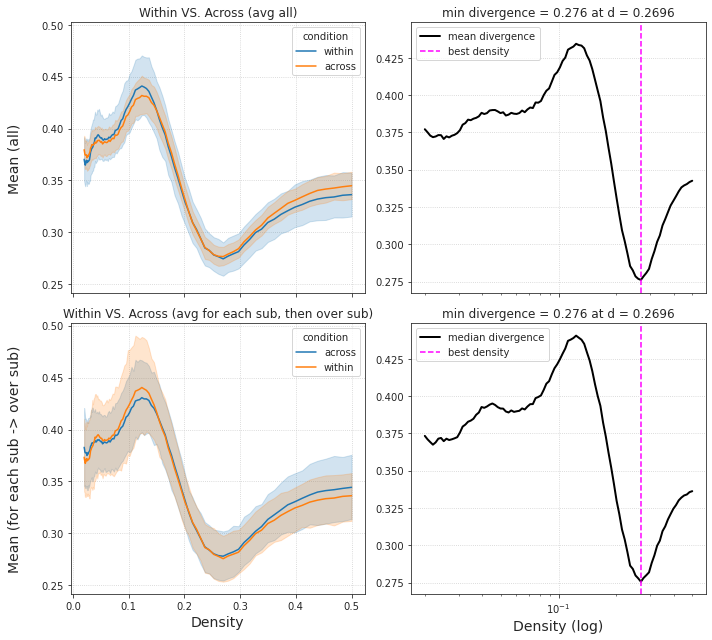 Within VS. Across (avg all)
min divergence = 0.276 at d = 0.2696
Mean (all)
0.50
0.45
0.40
0.35
0.30
0.25
condition
within
across
0.425
0.400
0.375
0.350
0.325
0.300
0.275
mean divergence
best density
Within VS. Across (avg for each sub, then over sub)
min divergence = 0.276 at d = 0.2696
Mean (for each sub -> over sub)
0.50
0.45
0.40
0.35
0.30
0.25
condition
across
within
0.0
0.1
0.2
0.3
0.4
0.5
Density
0.425
0.400
0.375
0.350
0.325
0.300
0.275
median divergence
best density
10⁻¹
Density (log)